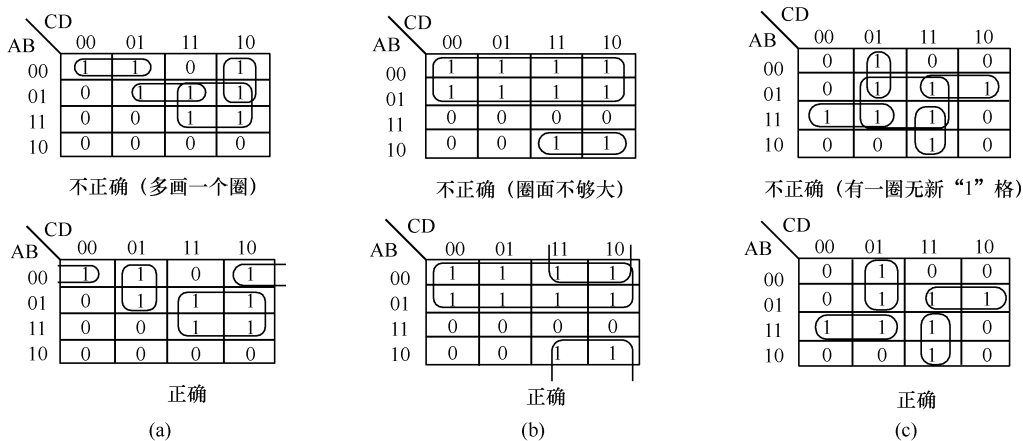 CD
AB 00 01 11 10
00 1 1 0 1
01 0 1 1 1
11 0 0 1 1
10 0 0 0 0
不正确（多画一个圈）
CD
AB 00 01 11 10
00 1 1 1 1
01 1 1 1 1
11 0 0 0 0
10 0 0 1 1
不正确（圈面不够大）
CD
AB 00 01 11 10
00 0 1 0 0
01 0 1 1 1
11 1 1 1 0
10 0 0 1 0
不正确（有一圈无新“1”格）
CD
AB 00 01 11 10
00 1 1 0 1
01 0 1 1 1
11 0 0 1 1
10 0 0 0 0
正确
(a)
CD
AB 00 01 11 10
00 1 1 1 1
01 1 1 1 1
11 0 0 0 0
10 0 0 1 1
正确
(b)
CD
AB 00 01 11 10
00 0 1 0 0
01 0 1 1 1
11 1 1 1 0
10 0 0 1 0
正确
(c)